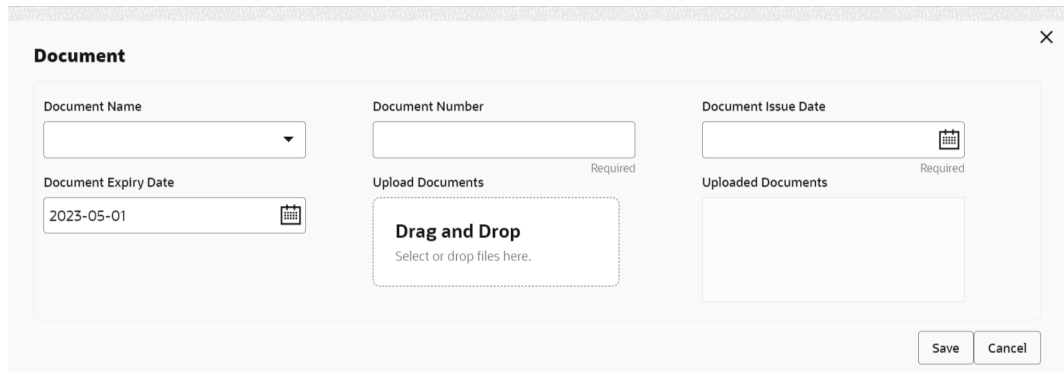 Document
Document Name
Document Number
Document Issue Date
Required
Required
Document Expiry Date
Upload Documents
Uploaded Documents
2023-05-01
Drag and Drop
Select or drop files here.
Save
Cancel